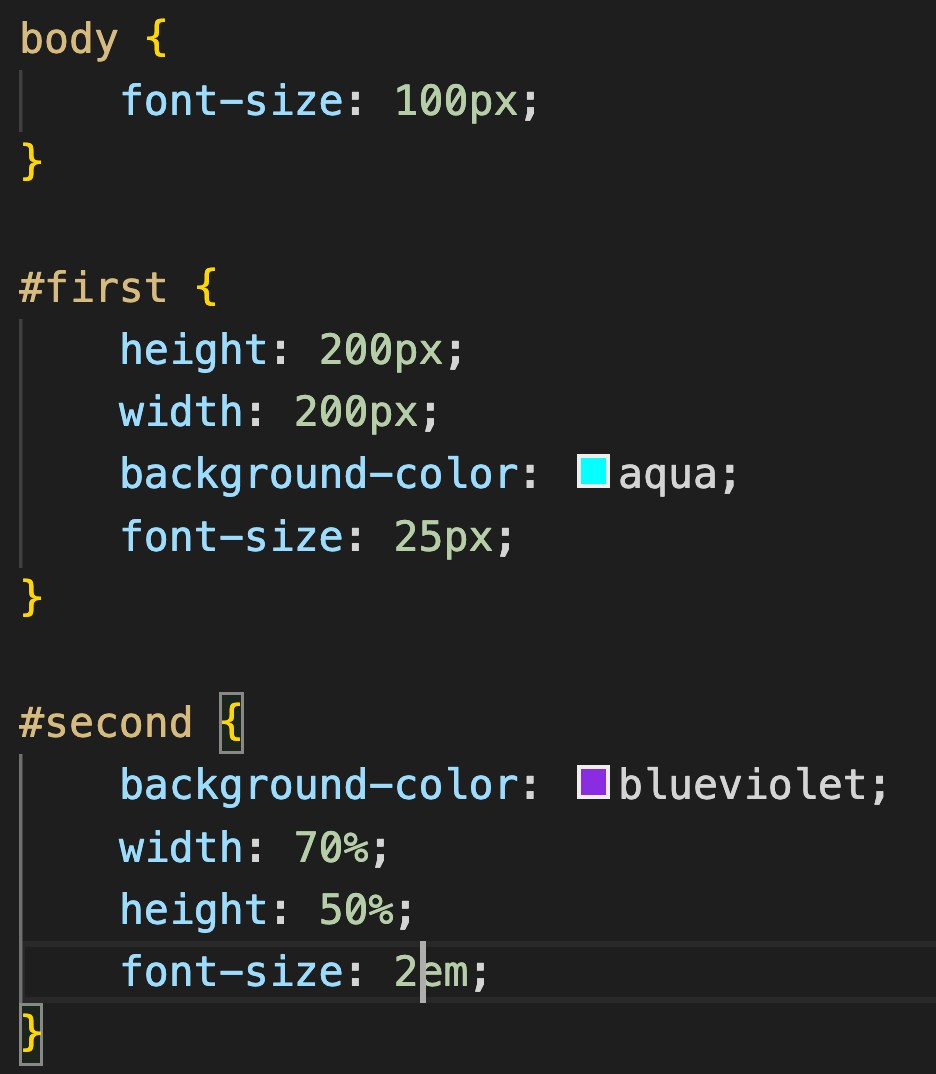 body {
    font-size: 100px;
}

#first {
    height: 200px;
    width: 200px;
    background-color: aqua;
    font-size: 25px;
}

#second {
    background-color: blueviolet;
    width: 70%;
    height: 50%;
    font-size: 2em;
}